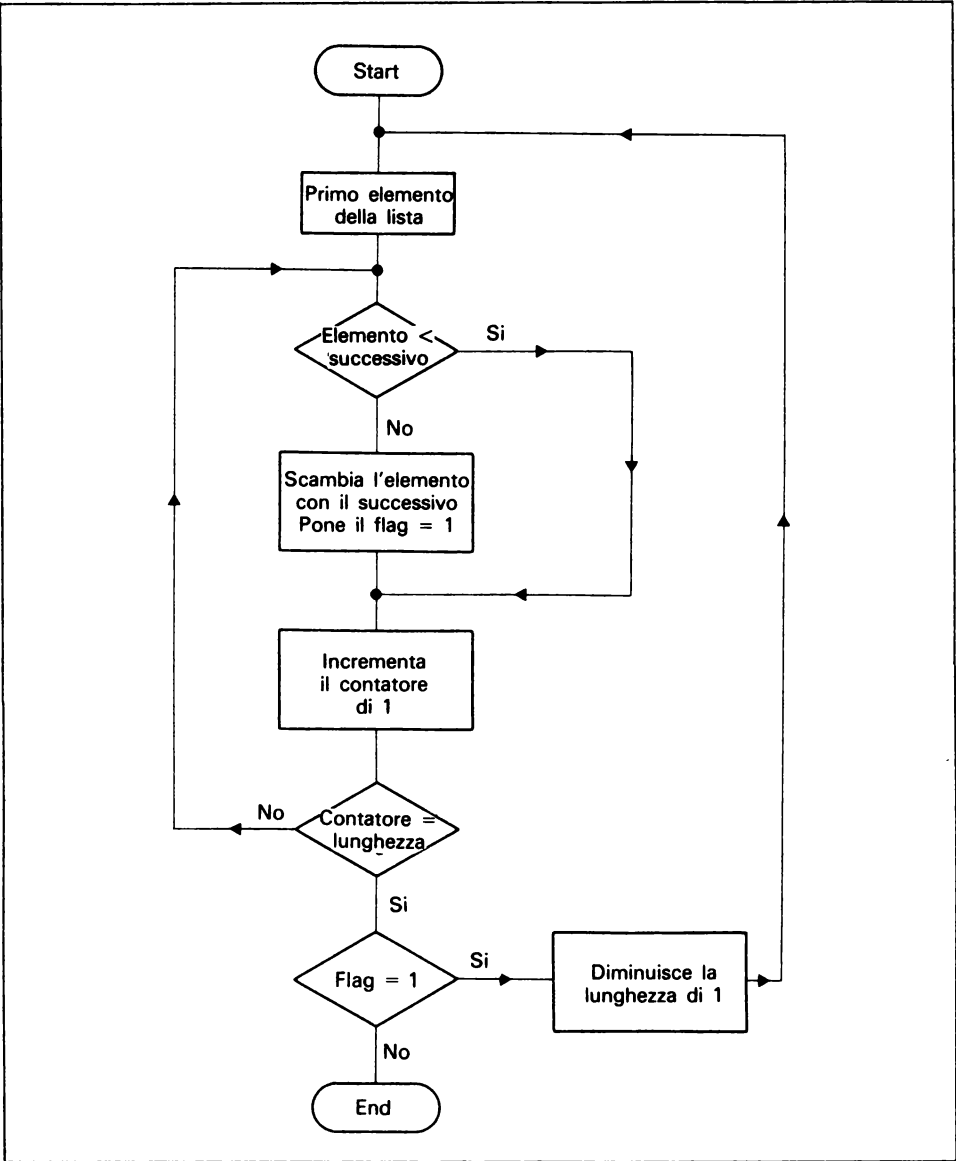 Start
Primo elemento
della lista
Elemento <
successivo
Si
No
Scambia l'elemento
con il successivo
Pone il flag = 1
Incrementa
il contatore
di 1
No
Contatore =
lunghezza
Si
Flag = 1
Si
Diminuisce la
lunghezza di 1
No
End